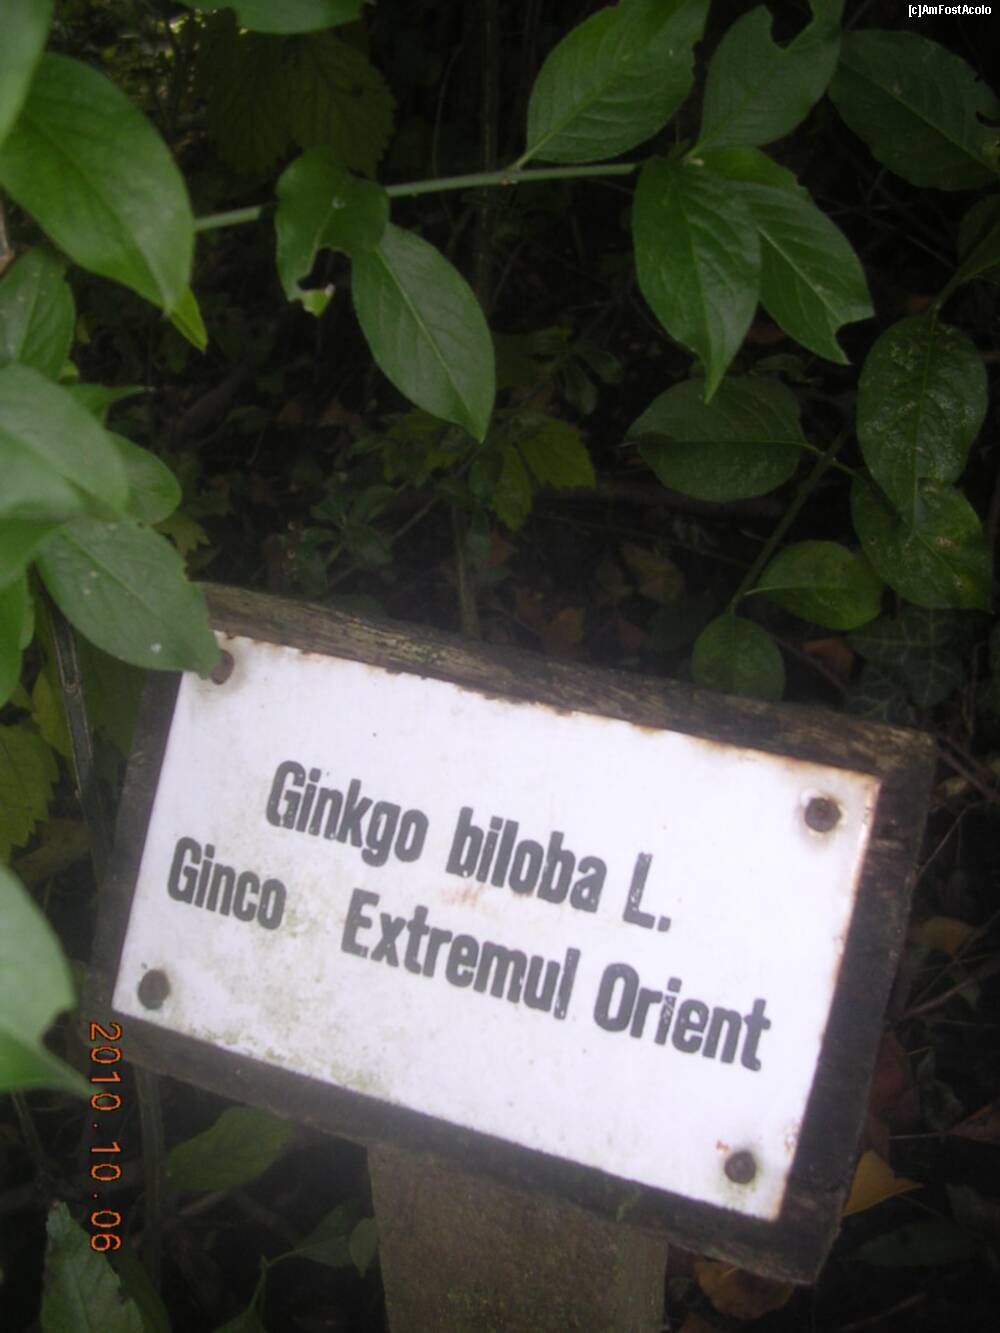 [c]AmFostAcolo
Ginkgo biloba L.
Ginco Extremul Orient
2010.10.06